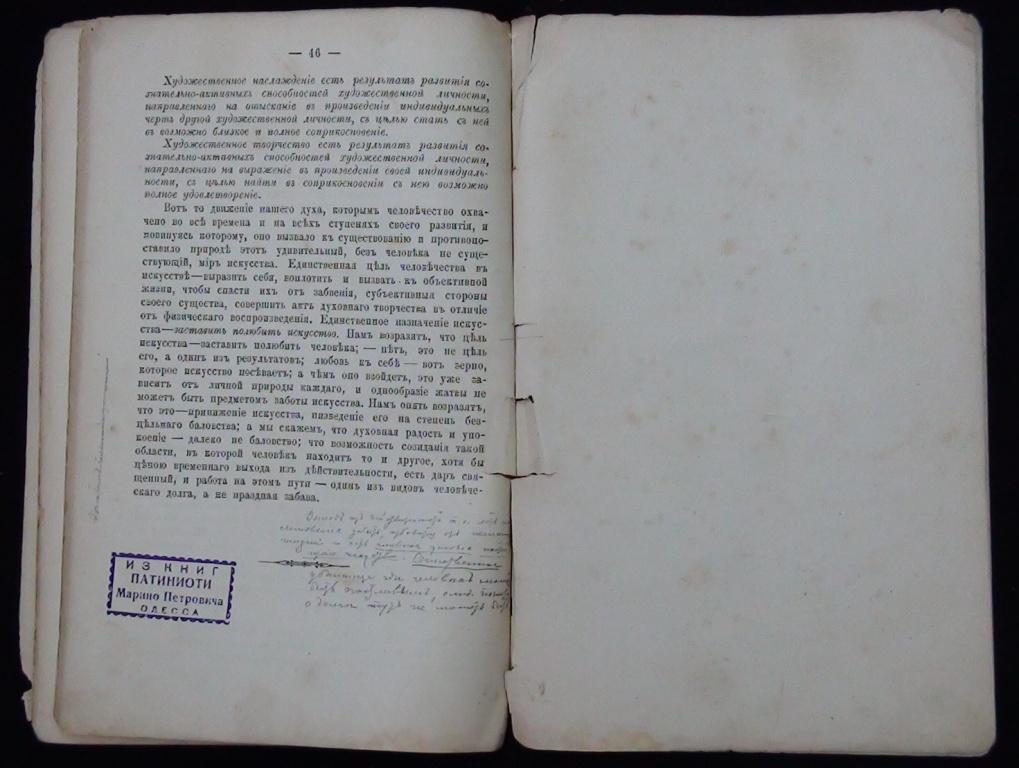 — 46 —
Художественное наслажденіе есть результатъ развитія со-
знательно-активныхъ способностей художественной личности,
направленнаго на отысканіе въ произведеніи индивидуальныхъ
чертъ другой художественной личности, съ цѣлью стать съ ней
въ возможно близкое и полное соприкосновеніе.
Художественное творчество есть результатъ развитія со-
знательно-активныхъ способностей художественной личности,
направленнаго на выраженіе въ произведеніи своей индивидуаль-
ности, съ цѣлью найти въ соприкосновеніи съ нею возможно
полное удовлетвореніе.
Вотъ то движеніе нашего духа, которымъ человѣчество охва-
чено во всѣ времена и на всѣхъ ступеняхъ своего развитія, и
повинуясь которому, оно вызвало къ существованію и противопо-
ставило природѣ этотъ удивительный, безъ человѣка не суще-
ствующій, міръ искусства. Единственная цѣль человѣчества въ
искусствѣ—выразить себя, воплотить и вызвать къ объективной
жизни, чтобы спасти ихъ отъ забвенія, субъективныя стороны
своего существа, совершить актъ духовнаго творчества въ отличіе
отъ физическаго воспроизведенія. Единственное назначеніе искус-
ства—заставить полюбить искусство. Намъ возразятъ, что цѣль
искусства—заставить полюбить человѣка; — нѣтъ, это не цѣль
его, а одинъ изъ результатовъ; любовь къ себѣ — вотъ зерно,
которое искусство посѣваетъ; а чѣмъ оно взойдетъ, это уже за-
виситъ отъ личной природы каждаго, и однообразіе жатвы не
можетъ быть предметомъ заботы искусства. Намъ опять возразятъ,
что это—приниженіе искусства, низведеніе его на степень без-
цѣльнаго баловства; а мы скажемъ, что духовная радость и упо-
коеніе — далеко не баловство; что возможность созиданія такой
области, въ которой человѣкъ находитъ то и другое, хотя бы
цѣною временнаго выхода изъ дѣйствительности, есть даръ свя-
щенный, и работа на этомъ пути — одинъ изъ видовъ человѣче-
скаго долга, а не праздная забава.
ИЗ КНИГ
ПАТИНИОТИ
Марино Петровича
ОДЕССА